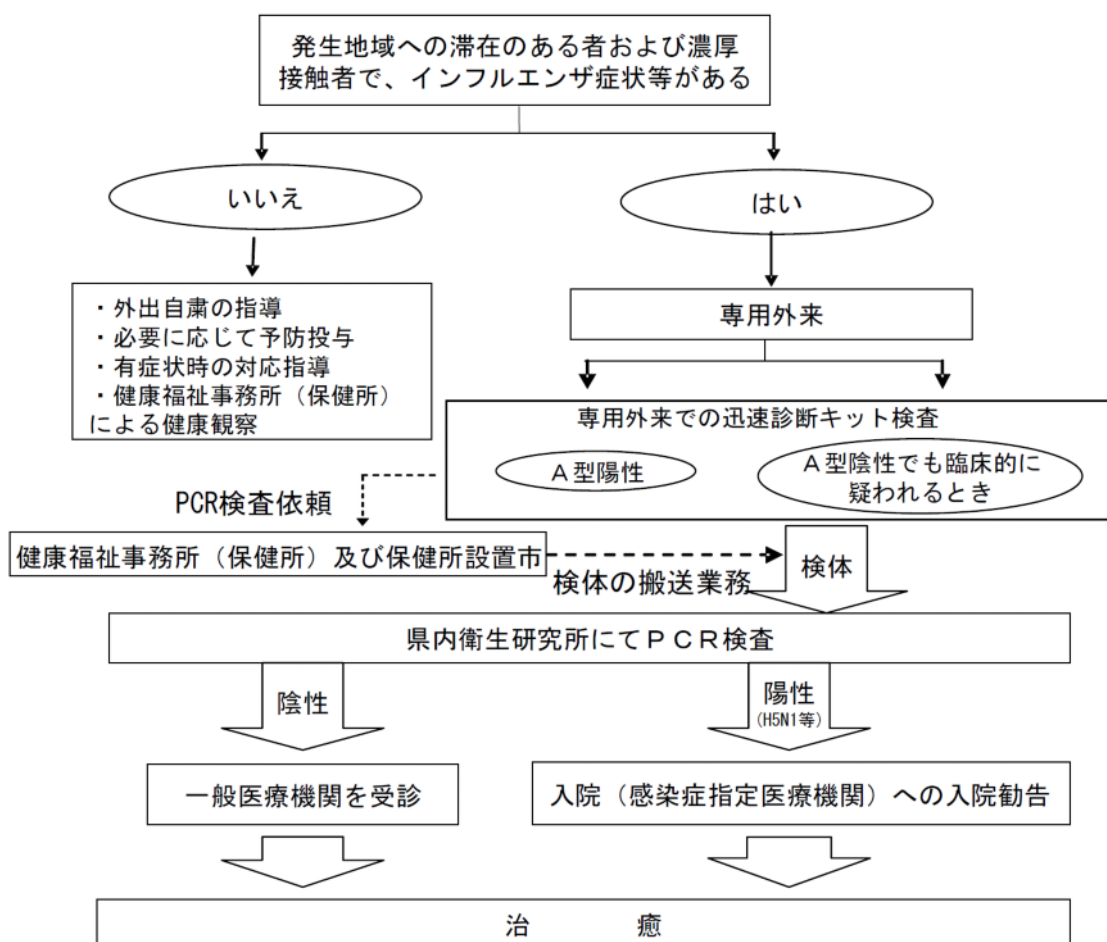 発生地域への滞在のある者および濃厚
接触者で、インフルエンザ症状等がある
いいえ
はい
・外出自粛の指導
・必要に応じて予防投与
・有症状時の対応指導
・健康福祉事務所（保健所）
による健康観察
専用外来
専用外来での迅速診断キット検査
Ａ型陽性
Ａ型陰性でも臨床的に
疑われるとき
PCR検査依頼
健康福祉事務所（保健所）及び保健所設置市
検体の搬送業務
検体
県内衛生研究所にてＰＣＲ検査
陰性
陽性
(H5N1等)
一般医療機関を受診
入院（感染症指定医療機関）への入院勧告
治　　　癒